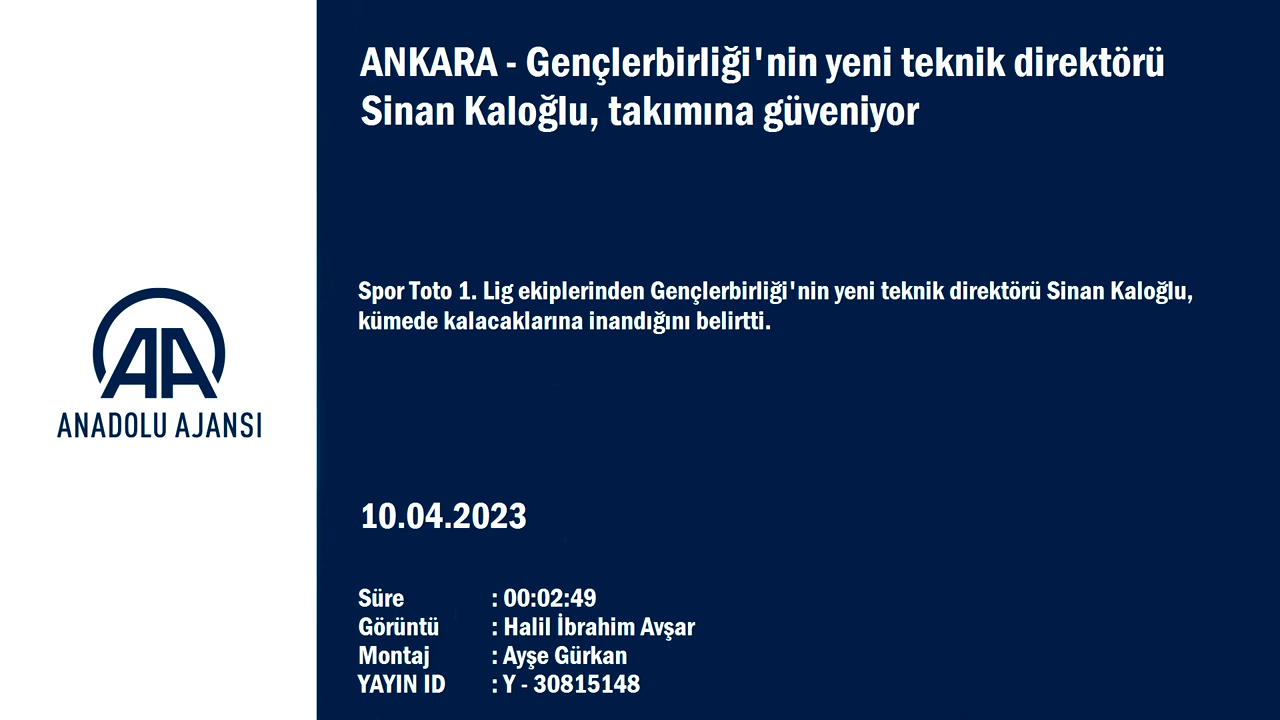 ANKARA - Gençlerbirliği'nin yeni teknik direktörü
Sinan Kaloğlu, takımına güveniyor
Spor Toto 1. Lig ekiplerinden Gençlerbirliği'nin yeni teknik direktörü Sinan Kaloğlu,
kümede kalacaklarına inandığını belirtti.
AA
ANADOLU AJANSI
10.04.2023
Süre : 00:02:49
Görüntü : Halil İbrahim Avşar
Montaj : Ayşe Gürkan
YAYIN ID : Y - 30815148